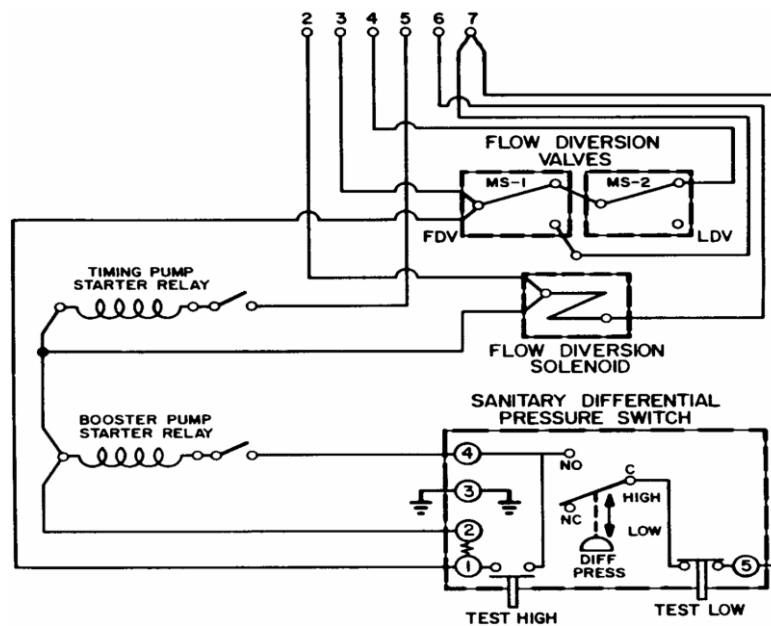 2 3 4 5 6 7
FLOW DIVERSION
VALVES
MS-1 MS-2
FDV LDV
TIMING PUMP
STARTER RELAY
FLOW DIVERSION
SOLENOID
SANITARY DIFFERENTIAL
PRESSURE SWITCH
BOOSTER PUMP
STARTER RELAY
4
NO
C
3
HIGH
NC
2
LOW
1
DIFF
PRESS
5
TEST HIGH TEST LOW